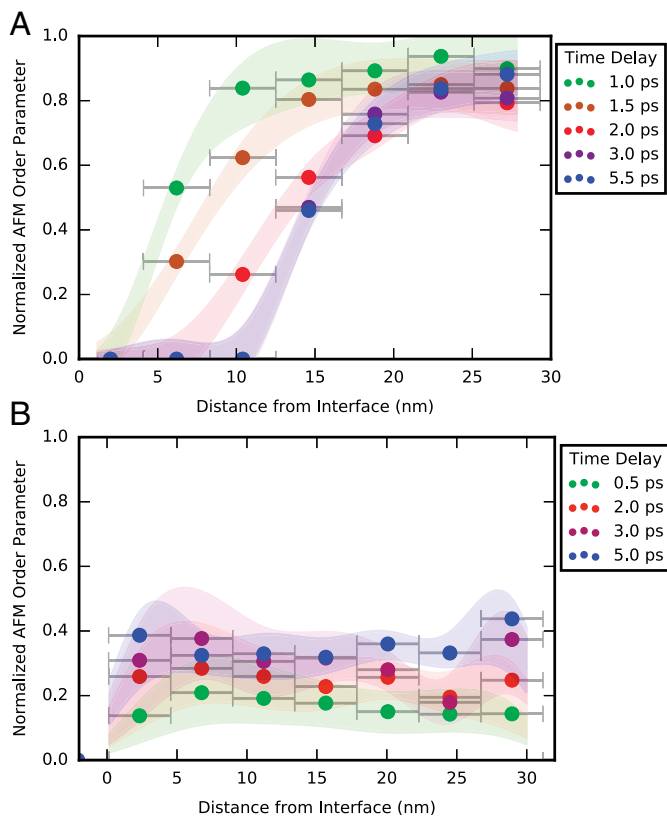 A
Normalized AFM Order Parameter
1.0
0.8
0.6
0.4
0.2
0.0
0 5 10 15 20 25 30
Distance from Interface (nm)
Time Delay
1.0 ps
1.5 ps
2.0 ps
3.0 ps
5.5 ps
B
Normalized AFM Order Parameter
1.0
0.8
0.6
0.4
0.2
0.0
0 5 10 15 20 25 30
Distance from Interface (nm)
Time Delay
0.5 ps
2.0 ps
3.0 ps
5.0 ps